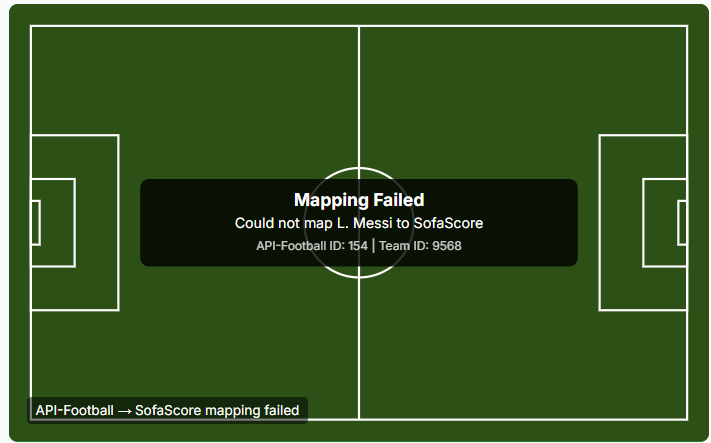 Mapping Failed
Could not map L. Messi to SofaScore
API-Football ID: 154 | Team ID: 9568
API-Football → SofaScore mapping failed